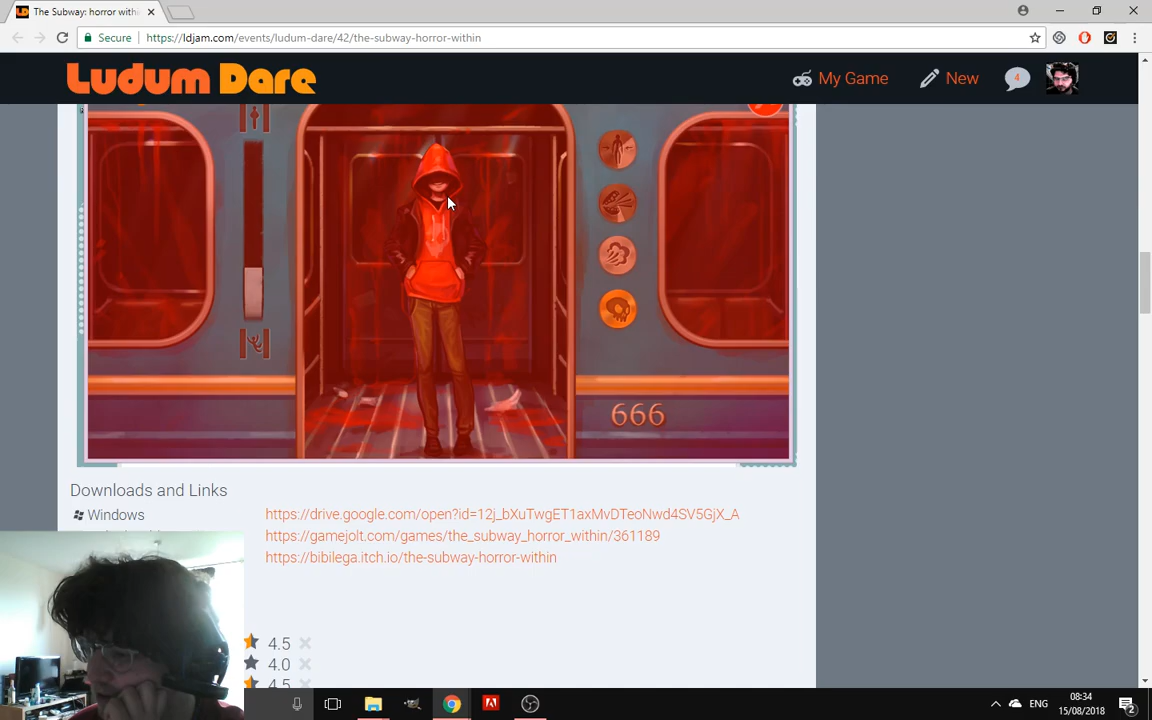 The Subway: horror with
Secure
https://ldjam.com/events/ludum-dare/42/the-subway-horror-within
LUDUM DARE
My Game
New
4
666
Downloads and Links
Windows
https://drive.google.com/open?id=12j_bXuTwgET1axMvDTeoNwd4SV5GjX_A
https://gamejolt.com/games/the_subway_horror_within/361189
https://bibilega.itch.io/the-subway-horror-within
4.5
4.0
4.5
ENG
08:34
15/08/2018
2